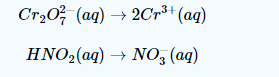 Cr₂O₇²⁻(aq) → 2Cr³⁺(aq)
HNO₂(aq) → NO₃⁻(aq)